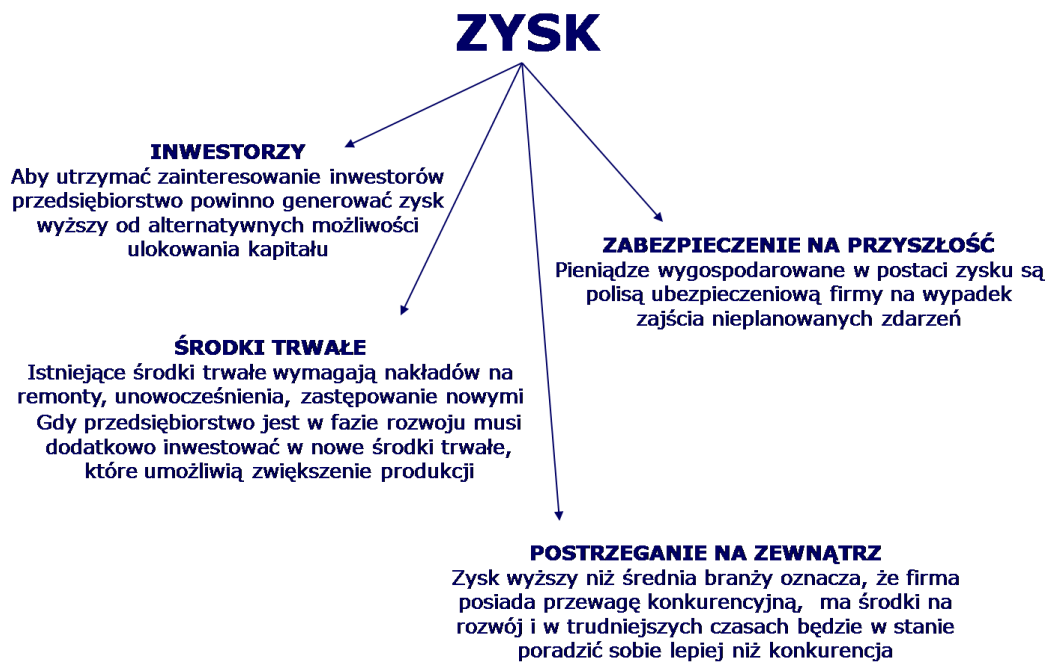 ZYSK
INWESTORZY
Aby utrzymać zainteresowanie inwestorów
przedsiębiorstwo powinno generować zysk
wyższy od alternatywnych możliwości
ulokowania kapitału
ZABEZPIECZENIE NA PRZYSZŁOŚĆ
Pieniądze wygospodarowane w postaci zysku są
polisą ubezpieczeniową firmy na wypadek
zajścia nieplanowanych zdarzeń
ŚRODKI TRWAŁE
Istniejące środki trwałe wymagają nakładów na
remonty, unowocześnienia, zastępowanie nowymi
Gdy przedsiębiorstwo jest w fazie rozwoju musi
dodatkowo inwestować w nowe środki trwałe,
które umożliwią zwiększenie produkcji
POSTRZEGANIE NA ZEWNĄTRZ
Zysk wyższy niż średnia branży oznacza, że firma
posiada przewagę konkurencyjną, ma środki na
rozwój i w trudniejszych czasach będzie w stanie
poradzić sobie lepiej niż konkurencja